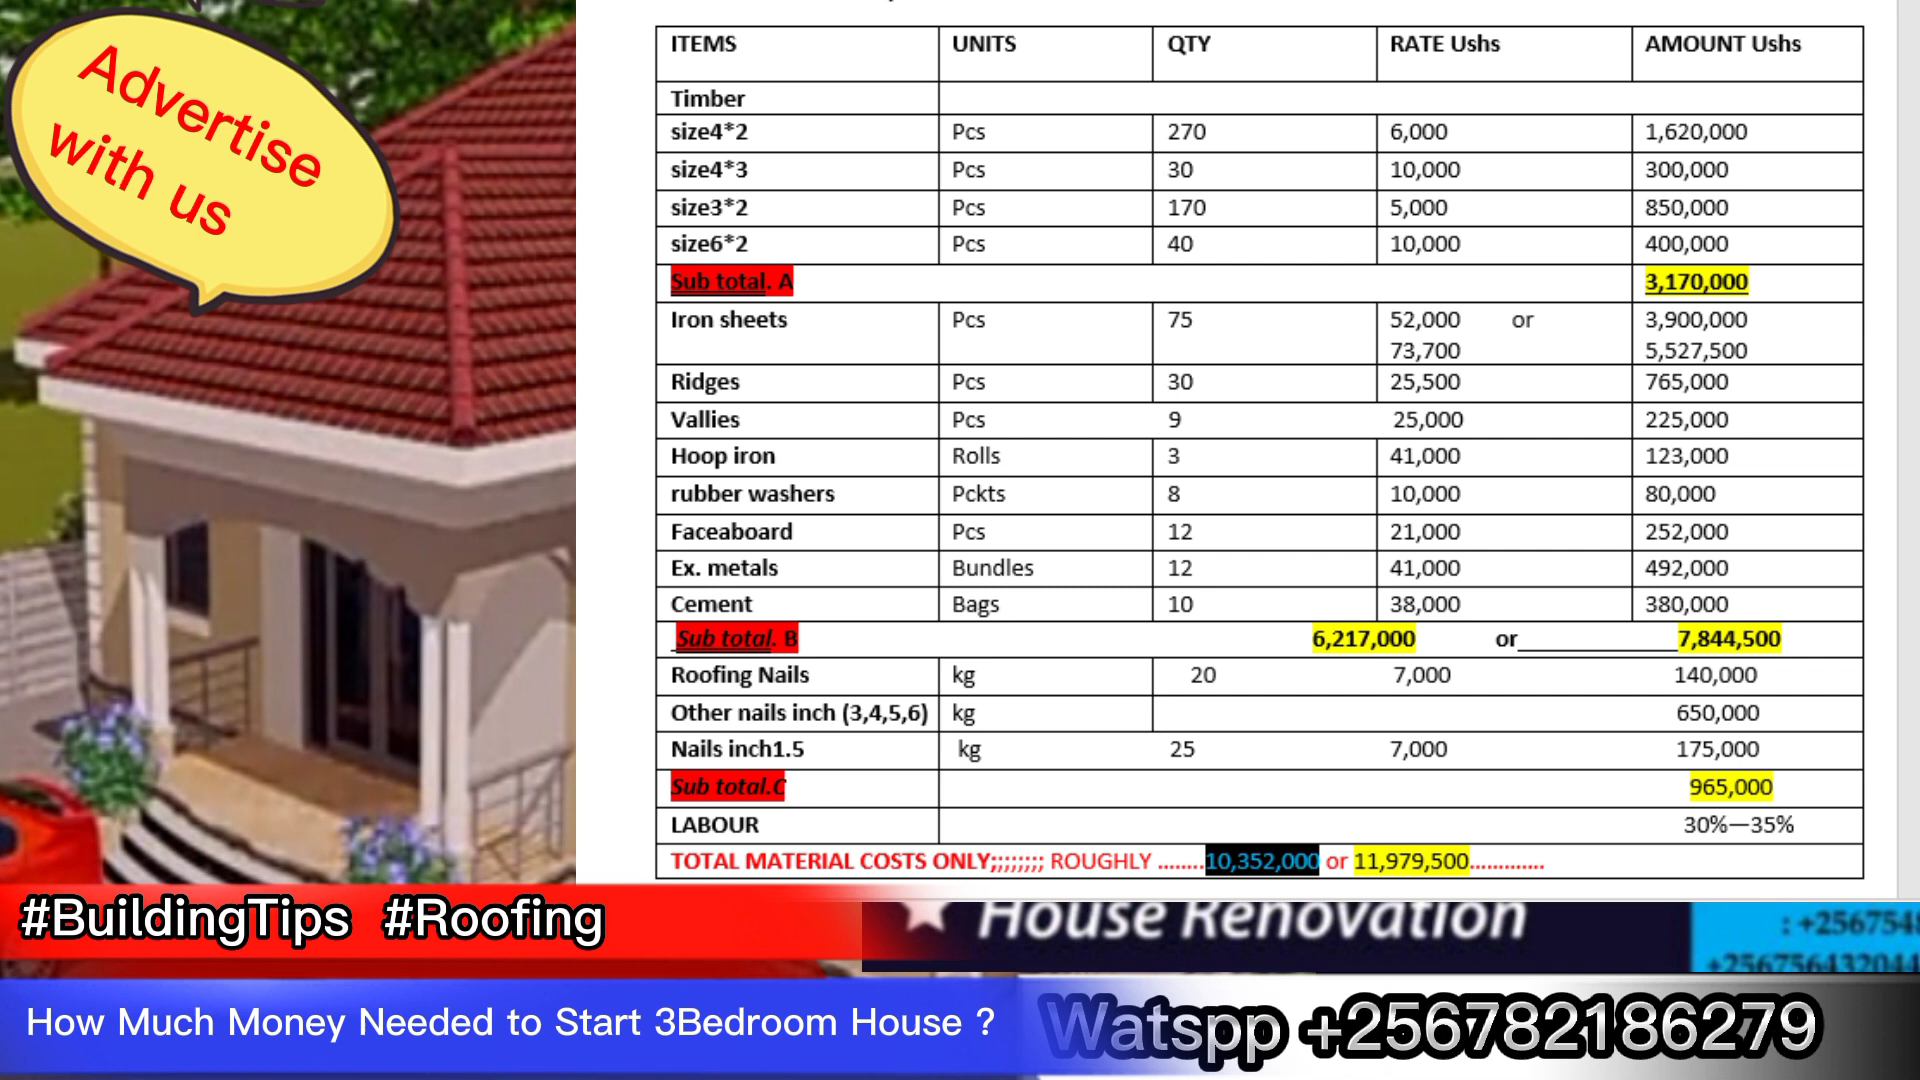 Advertise
with us
ITEMS UNITS QTY RATE Ushs AMOUNT Ushs
Timber
size4*2 Pcs 270 6,000 1,620,000
size4*3 Pcs 30 10,000 300,000
size3*2 Pcs 170 5,000 850,000
size6*2 Pcs 40 10,000 400,000
Sub total. A 3,170,000
Iron sheets Pcs 75 52,000 or 3,900,000
73,700 5,527,500
Ridges Pcs 30 25,500 765,000
Vallies Pcs 9 25,000 225,000
Hoop iron Rolls 3 41,000 123,000
rubber washers Pckts 8 10,000 80,000
Faceaboard Pcs 12 21,000 252,000
Ex. metals Bundles 12 41,000 492,000
Cement Bags 10 38,000 380,000
Sub total. B 6,217,000 or 7,844,500
Roofing Nails kg 20 7,000 140,000
Other nails inch (3,4,5,6) kg 650,000
Nails inch1.5 kg 25 7,000 175,000
Sub total.C 965,000
LABOUR 30%—35%
TOTAL MATERIAL COSTS ONLY;;;;;;;; ROUGHLY ........10,352,000 or 11,979,500.............
#BuildingTips #Roofing
House Renovation
: +2567548
+256756432044
How Much Money Needed to Start 3Bedroom House ?
Watspp +256782186279